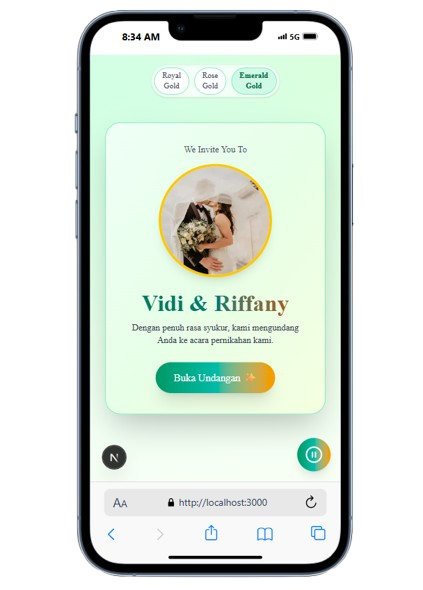 8:34 AM
5G
Royal Gold
Rose Gold
Emerald Gold
We Invite You To
Vidi & Riffany
Dengan penuh rasa syukur, kami mengundang
Anda ke acara pernikahan kami.
Buka Undangan ✨
N
AA
http://localhost:3000